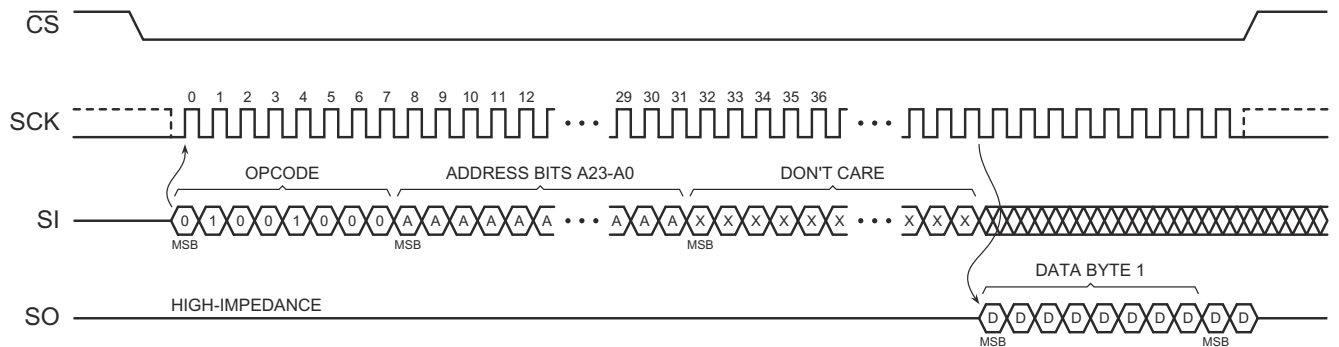 CS
0 1 2 3 4 5 6 7 8 9 10 11 12 29 30 31 32 33 34 35 36
SCK
OPCODE ADDRESS BITS A23-A0 DON'T CARE
SI 0 1 0 0 1 0 0 0 A A A A A A A A A X X X X X X X X X
MSB MSB MSB
DATA BYTE 1
HIGH-IMPEDANCE
SO D D D D D D D D D D
MSB MSB